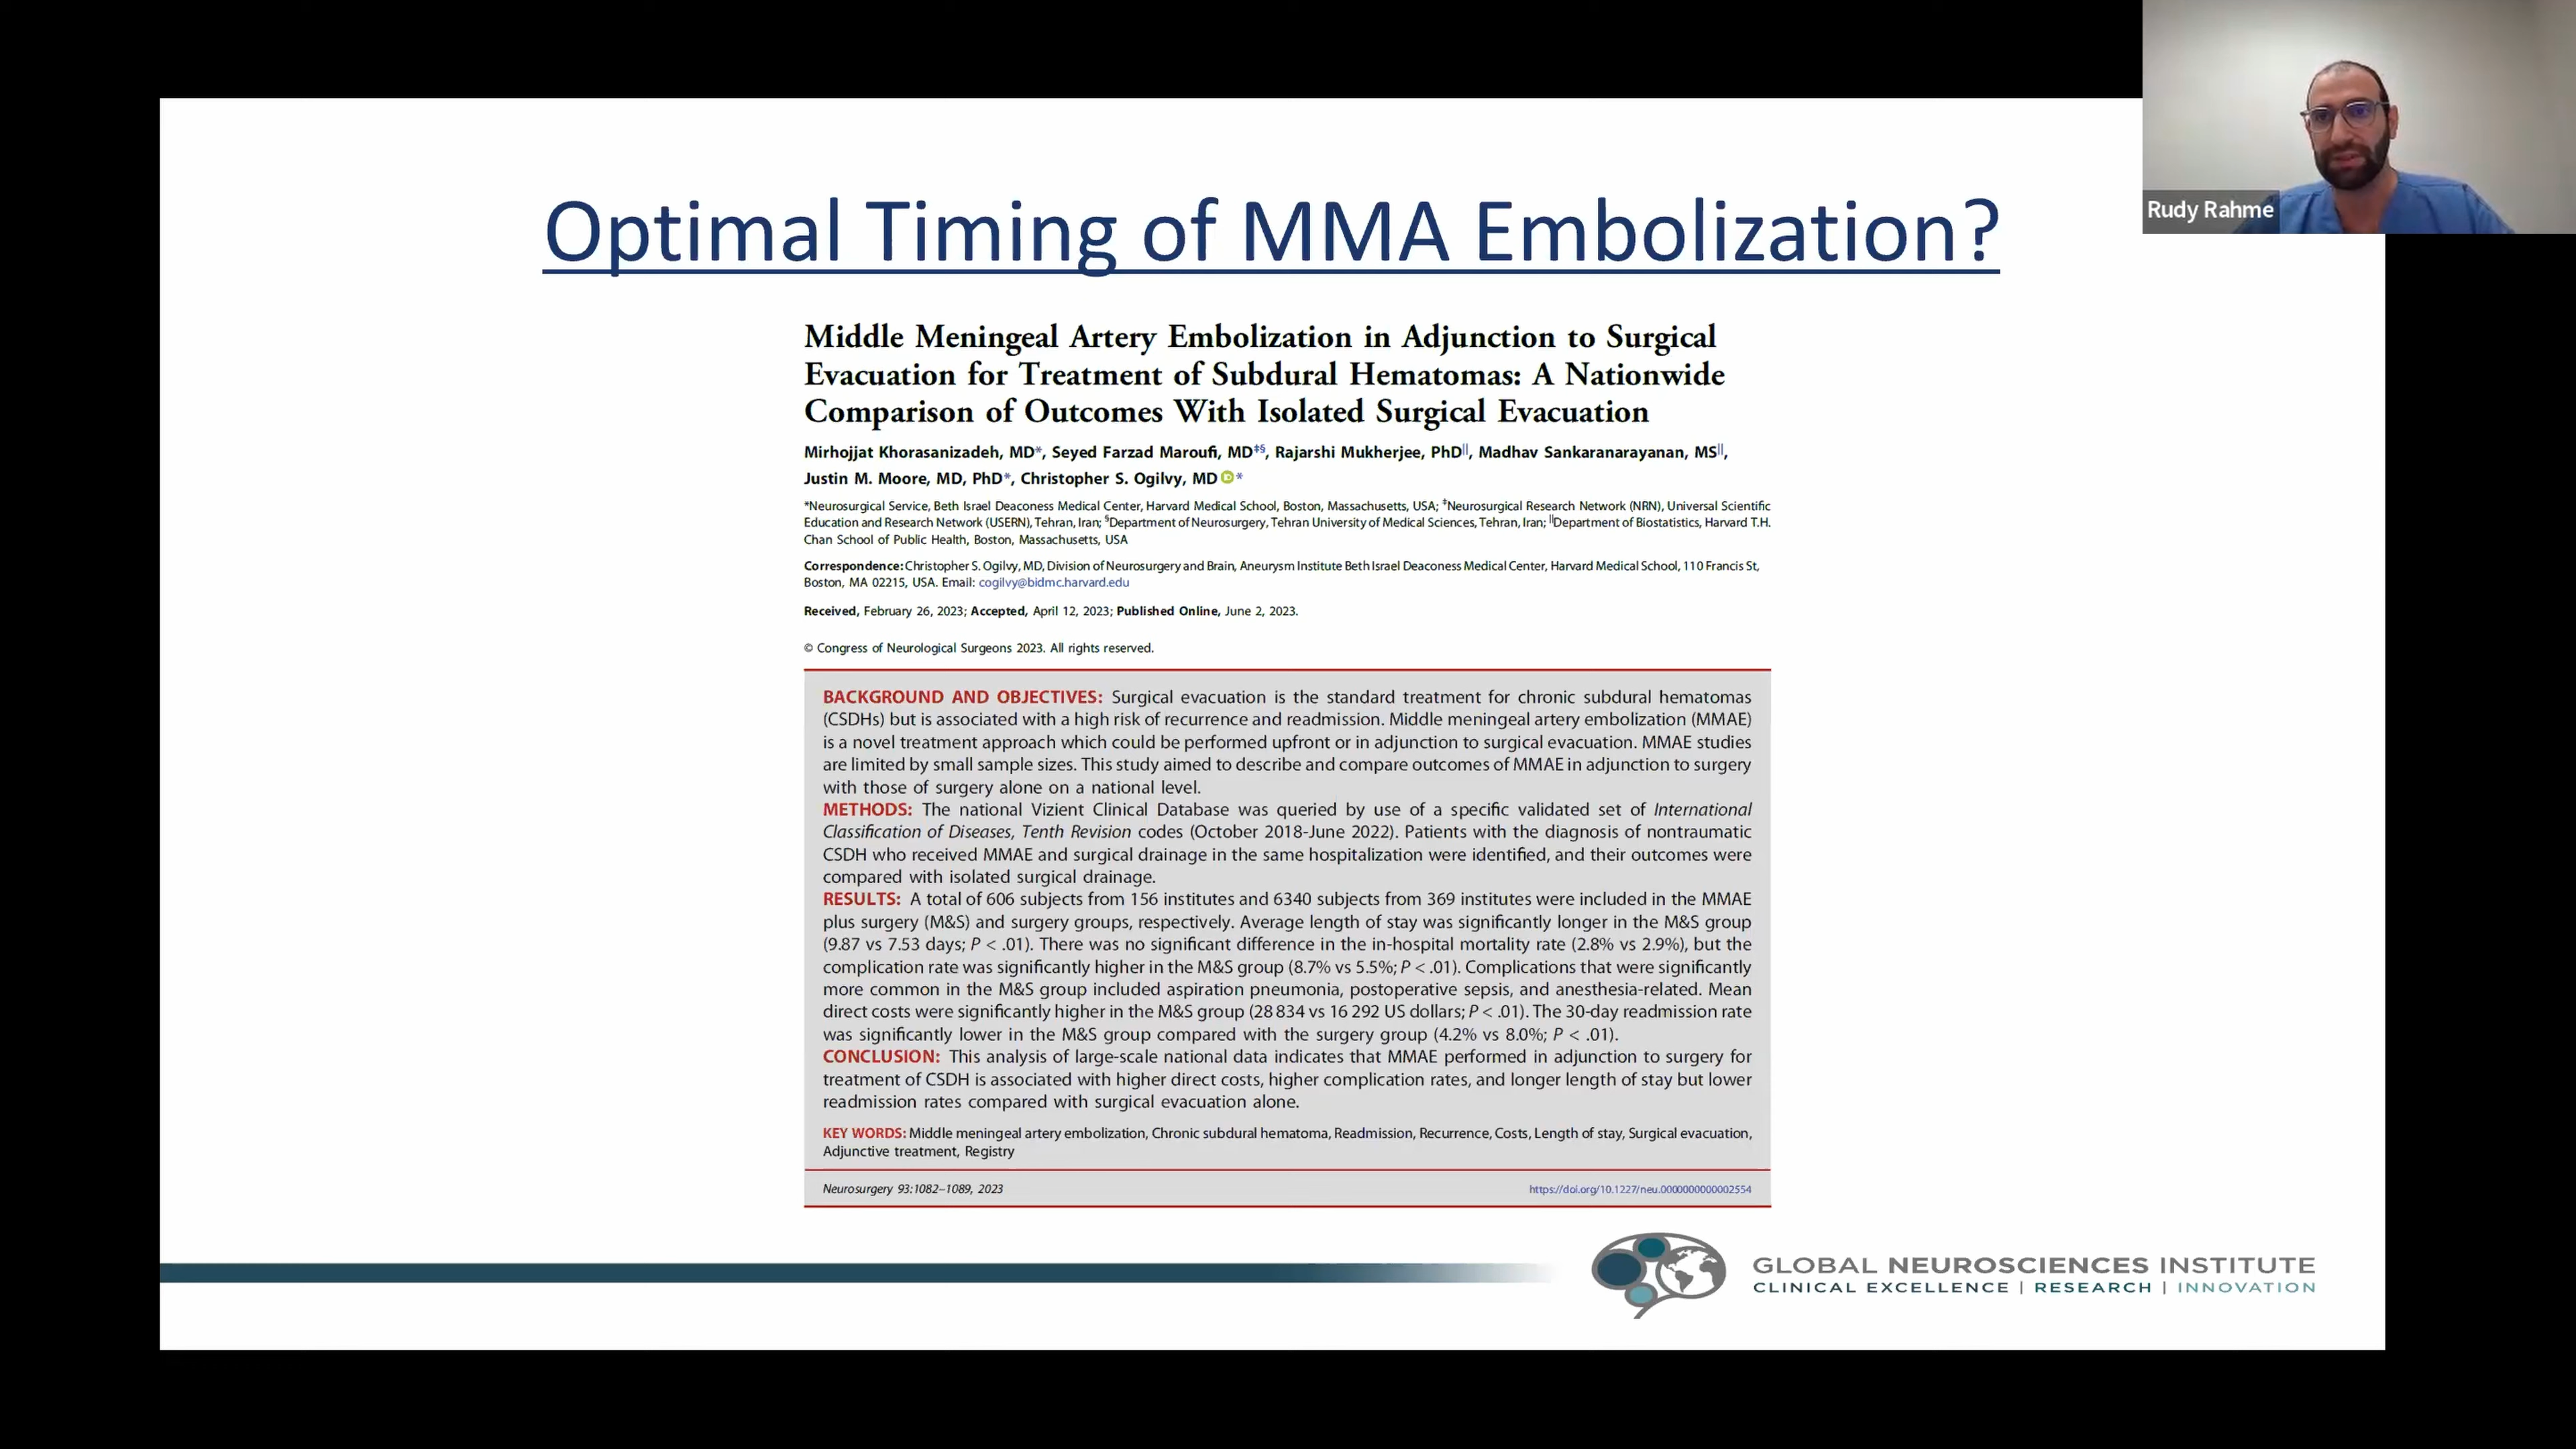 Rudy Rahme
Optimal Timing of MMA Embolization?
Middle Meningeal Artery Embolization in Adjunction to Surgical
Evacuation for Treatment of Subdural Hematomas: A Nationwide
Comparison of Outcomes With Isolated Surgical Evacuation
Mirhojjat Khorasanizadeh, MD*, Seyed Farzad Maroufi, MD‡§, Rajarshi Mukherjee, PhD||, Madhav Sankaranarayanan, MS||,
Justin M. Moore, MD, PhD*, Christopher S. Ogilvy, MD iD *
*Neurosurgical Service, Beth Israel Deaconess Medical Center, Harvard Medical School, Boston, Massachusetts, USA; ‡Neurosurgical Research Network (NRN), Universal Scientific
Education and Research Network (USERN), Tehran, Iran; §Department of Neurosurgery, Tehran University of Medical Sciences, Tehran, Iran; ||Department of Biostatistics, Harvard T.H.
Chan School of Public Health, Boston, Massachusetts, USA
Correspondence: Christopher S. Ogilvy, MD, Division of Neurosurgery and Brain, Aneurysm Institute Beth Israel Deaconess Medical Center, Harvard Medical School, 110 Francis St,
Boston, MA 02215, USA. Email: cogilvy@bidmc.harvard.edu
Received, February 26, 2023; Accepted, April 12, 2023; Published Online, June 2, 2023.
© Congress of Neurological Surgeons 2023. All rights reserved.
BACKGROUND AND OBJECTIVES: Surgical evacuation is the standard treatment for chronic subdural hematomas
(CSDHs) but is associated with a high risk of recurrence and readmission. Middle meningeal artery embolization (MMAE)
is a novel treatment approach which could be performed upfront or in adjunction to surgical evacuation. MMAE studies
are limited by small sample sizes. This study aimed to describe and compare outcomes of MMAE in adjunction to surgery
with those of surgery alone on a national level.
METHODS: The national Vizient Clinical Database was queried by use of a specific validated set of International
Classification of Diseases, Tenth Revision codes (October 2018-June 2022). Patients with the diagnosis of nontraumatic
CSDH who received MMAE and surgical drainage in the same hospitalization were identified, and their outcomes were
compared with isolated surgical drainage.
RESULTS: A total of 606 subjects from 156 institutes and 6340 subjects from 369 institutes were included in the MMAE
plus surgery (M&S) and surgery groups, respectively. Average length of stay was significantly longer in the M&S group
(9.87 vs 7.53 days; P < .01). There was no significant difference in the in-hospital mortality rate (2.8% vs 2.9%), but the
complication rate was significantly higher in the M&S group (8.7% vs 5.5%; P < .01). Complications that were significantly
more common in the M&S group included aspiration pneumonia, postoperative sepsis, and anesthesia-related. Mean
direct costs were significantly higher in the M&S group (28 834 vs 16 292 US dollars; P < .01). The 30-day readmission rate
was significantly lower in the M&S group compared with the surgery group (4.2% vs 8.0%; P < .01).
CONCLUSION: This analysis of large-scale national data indicates that MMAE performed in adjunction to surgery for
treatment of CSDH is associated with higher direct costs, higher complication rates, and longer length of stay but lower
readmission rates compared with surgical evacuation alone.
KEY WORDS: Middle meningeal artery embolization, Chronic subdural hematoma, Readmission, Recurrence, Costs, Length of stay, Surgical evacuation,
Adjunctive treatment, Registry
Neurosurgery 93:1082–1089, 2023
https://doi.org/10.1227/neu.0000000000002554
GLOBAL NEUROSCIENCES INSTITUTE
CLINICAL EXCELLENCE | RESEARCH | INNOVATION